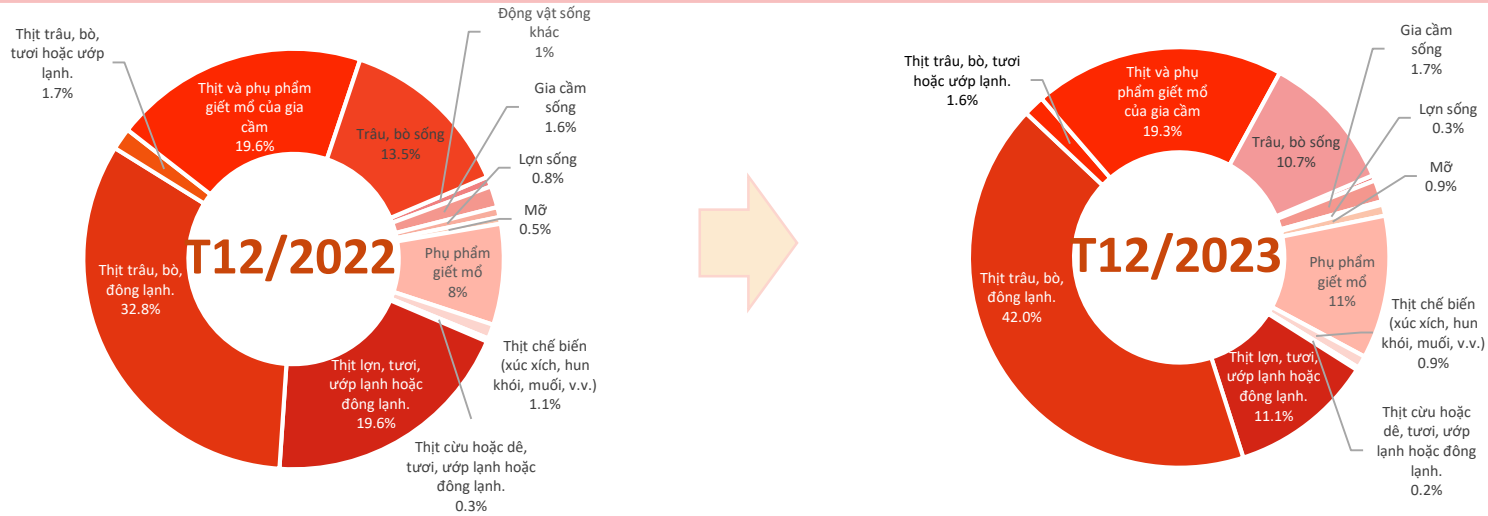 Thịt trâu, bò,
tươi hoặc ướp
lạnh.
1.7%
Thịt và phụ phẩm
giết mổ của gia
cầm
19.6%
Trâu, bò sống
13.5%
Động vật sống
khác
1%
Gia cầm
sống
1.6%
Lợn sống
0.8%
Mỡ
0.5%
Phụ phẩm
giết mổ
8%
Thịt chế biến
(xúc xích, hun
khói, muối, v.v.)
1.1%
Thịt cừu hoặc dê,
tươi, ướp lạnh hoặc
đông lạnh.
0.3%
Thịt lợn, tươi,
ướp lạnh hoặc
đông lạnh.
19.6%
Thịt trâu, bò,
đông lạnh.
32.8%
T12/2022
Thịt trâu, bò, tươi
hoặc ướp lạnh.
1.6%
Thịt và phụ
phẩm giết mổ
của gia cầm
19.3%
Trâu, bò sống
10.7%
Gia cầm
sống
1.7%
Lợn sống
0.3%
Mỡ
0.9%
Phụ phẩm
giết mổ
11%
Thịt chế biến
(xúc xích, hun
khói, muối, v.v.)
0.9%
Thịt cừu hoặc
dê, tươi, ướp
lạnh hoặc đông
lạnh.
0.2%
Thịt lợn, tươi,
ướp lạnh hoặc
đông lạnh.
11.1%
Thịt trâu, bò,
đông lạnh.
42.0%
T12/2023